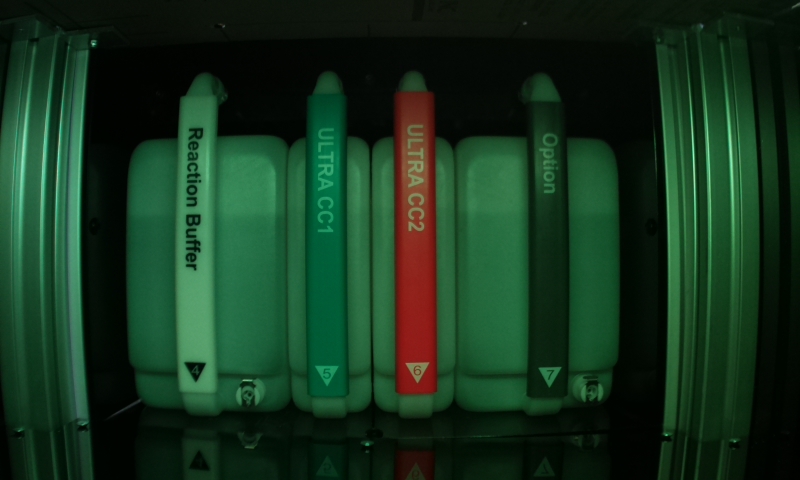 Reaction Buffer
4
ULTRA CC1
5
ULTRA CC2
6
Option
7